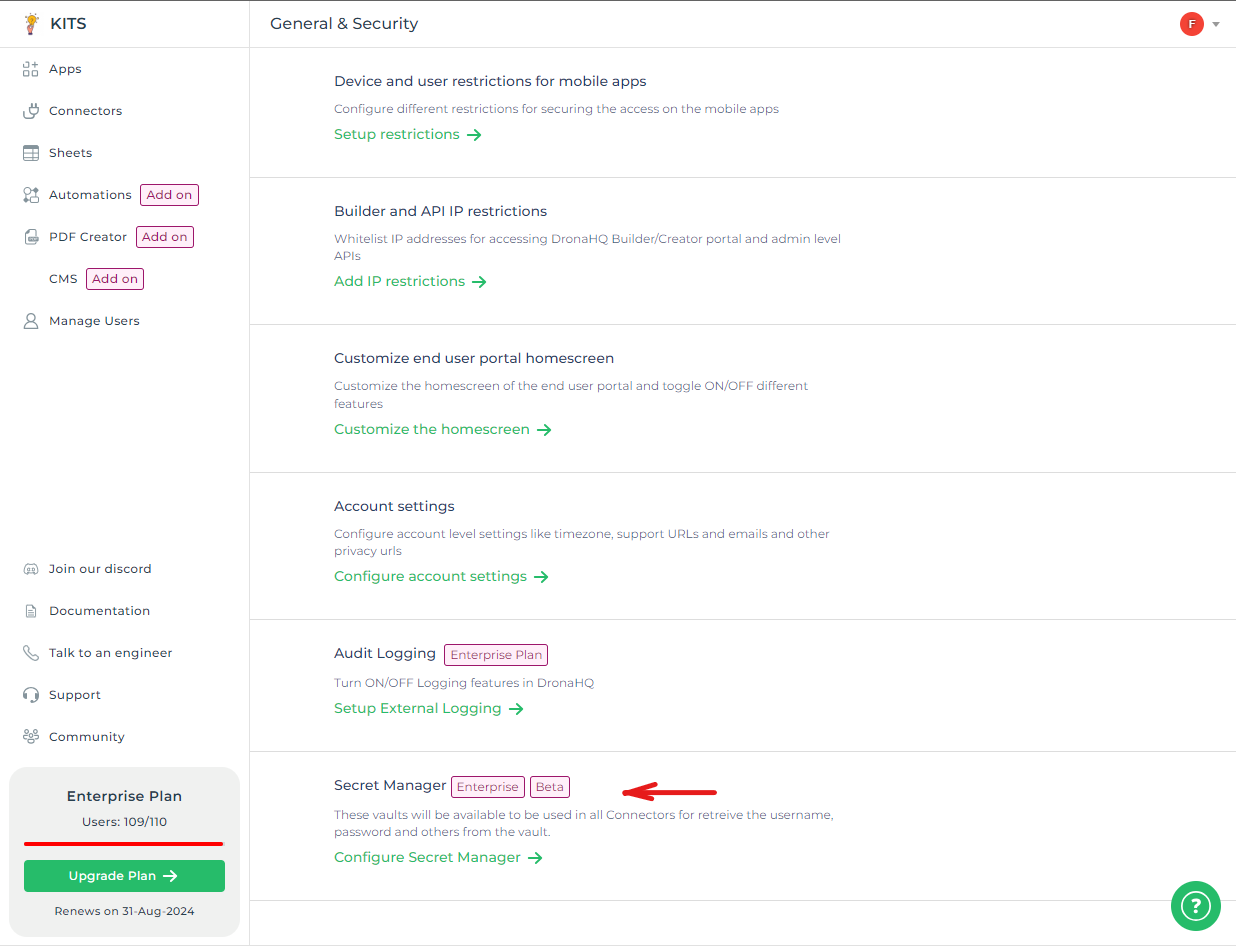 KITS
General & Security
F
Apps
Connectors
Sheets
Automations Add on
PDF Creator Add on
CMS Add on
Manage Users
Join our discord
Documentation
Talk to an engineer
Support
Community
Enterprise Plan
Users: 109/110
Upgrade Plan
Renews on 31-Aug-2024
Device and user restrictions for mobile apps
Configure different restrictions for securing the access on the mobile apps
Setup restrictions
Builder and API IP restrictions
Whitelist IP addresses for accessing DronaHQ Builder/Creator portal and admin level
APIs
Add IP restrictions
Customize end user portal homescreen
Customize the homescreen of the end user portal and toggle ON/OFF different
features
Customize the homescreen
Account settings
Configure account level settings like timezone, support URLs and emails and other
privacy urls
Configure account settings
Audit Logging Enterprise Plan
Turn ON/OFF Logging features in DronaHQ
Setup External Logging
Secret Manager Enterprise Beta
These vaults will be available to be used in all Connectors for retreive the username,
password and others from the vault.
Configure Secret Manager
?